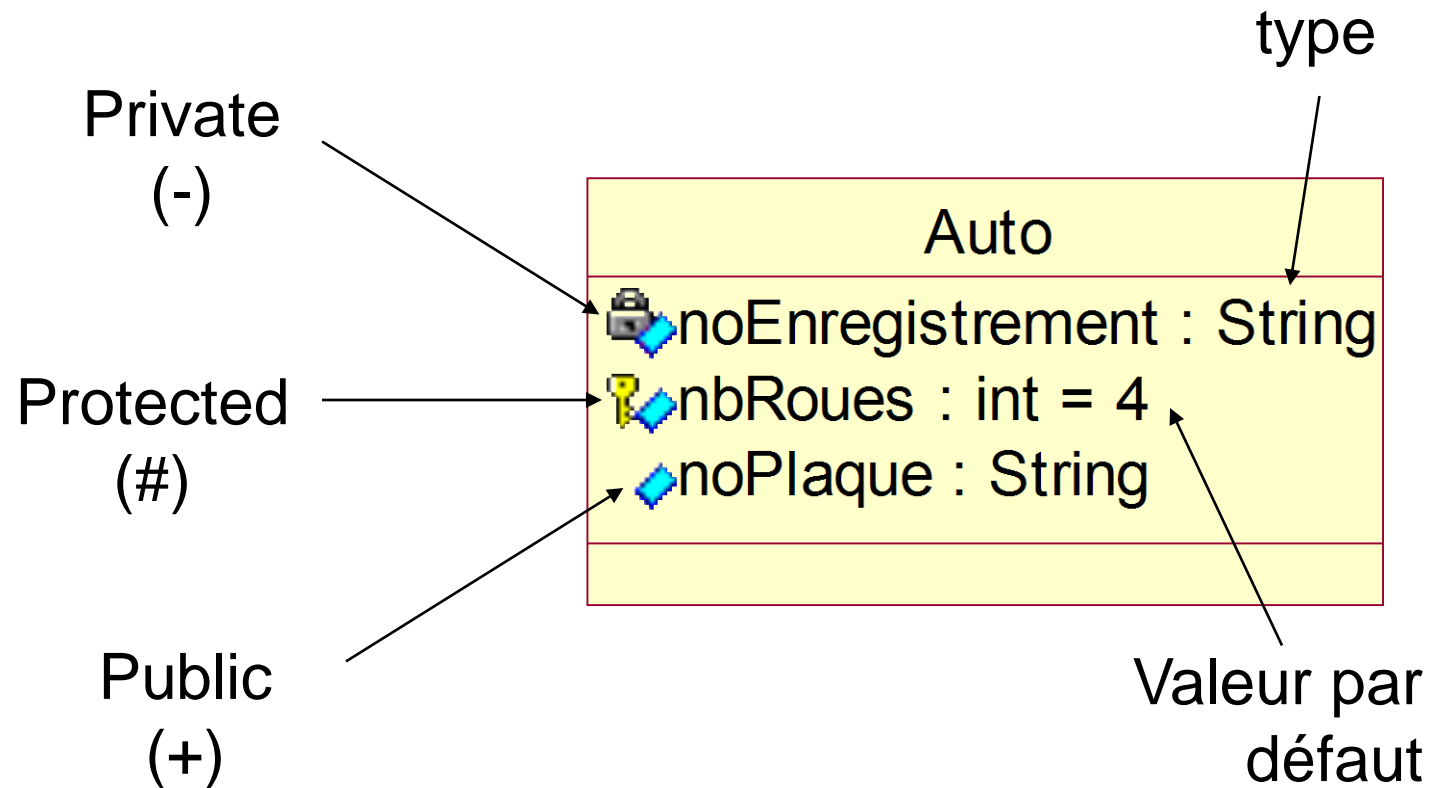 type
Private
(-)
Auto
noEnregistrement : String
Protected
(#)
nbRoues : int = 4
noPlaque : String
Public
(+)
Valeur par
défaut